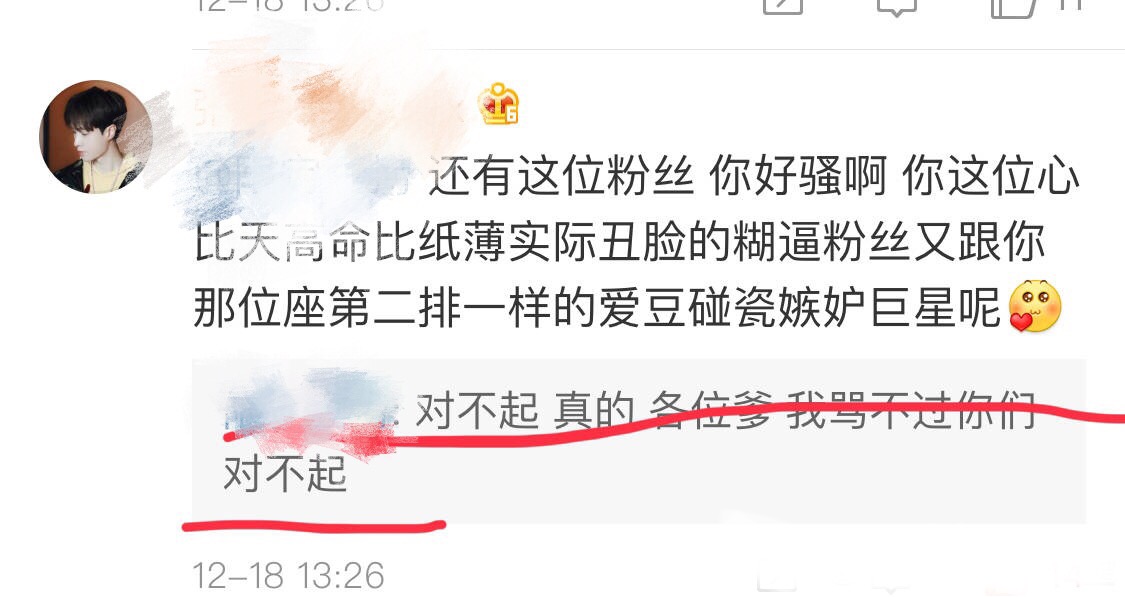 12-18 13:26
还有这位粉丝 你好骚啊 你这位心
比天高命比纸薄实际丑脸的糊逼粉丝又跟你
那位座第二排一样的爱豆碰瓷嫉妒巨星呢
: 对不起 真的 各位爹 我骂不过你们
对不起
12-18 13:26